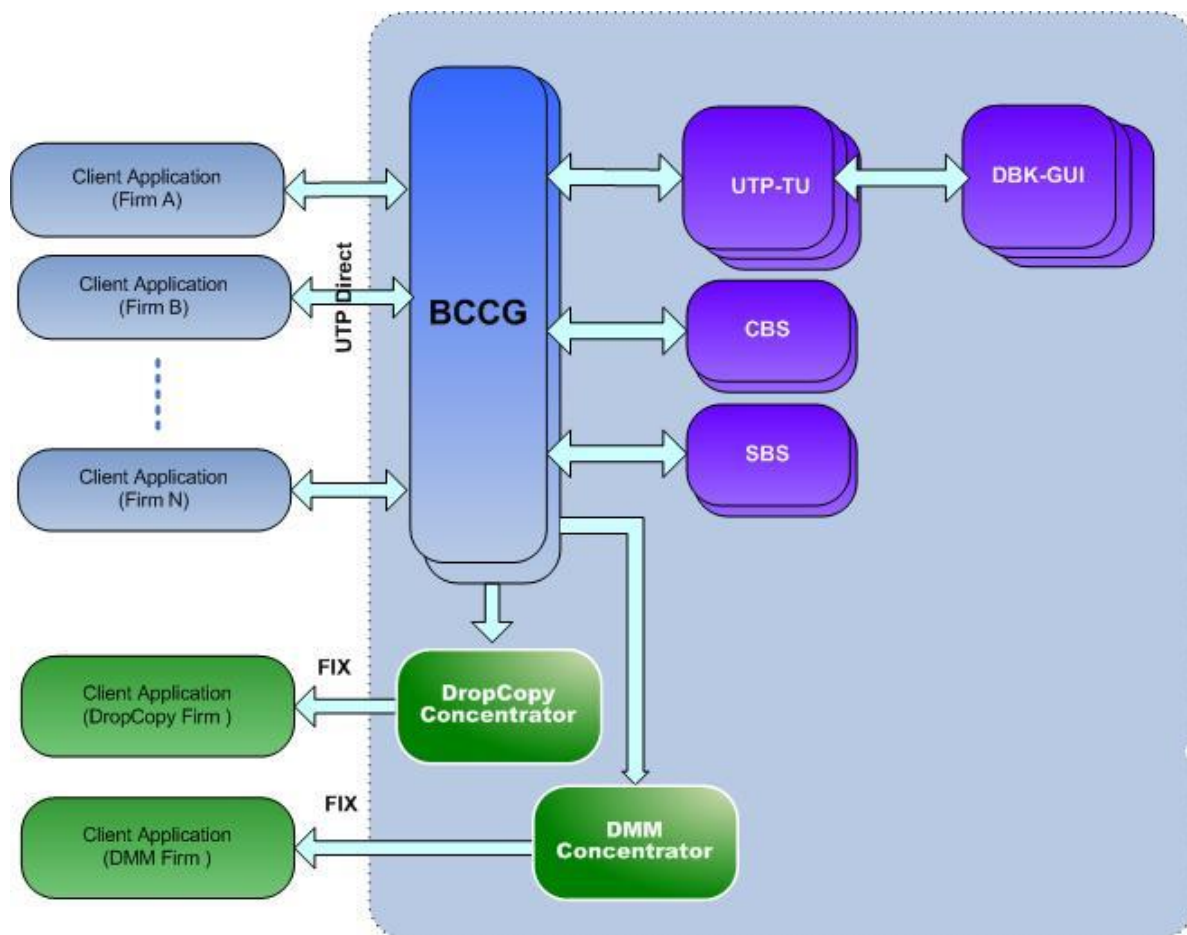 Client Application
(Firm A)
Client Application
(Firm B)
Client Application
(Firm N)
UTP Direct
BCCG
UTP-TU
DBK-GUI
CBS
SBS
FIX
Client Application
(DropCopy Firm )
DropCopy
Concentrator
FIX
Client Application
(DMM Firm )
DMM
Concentrator